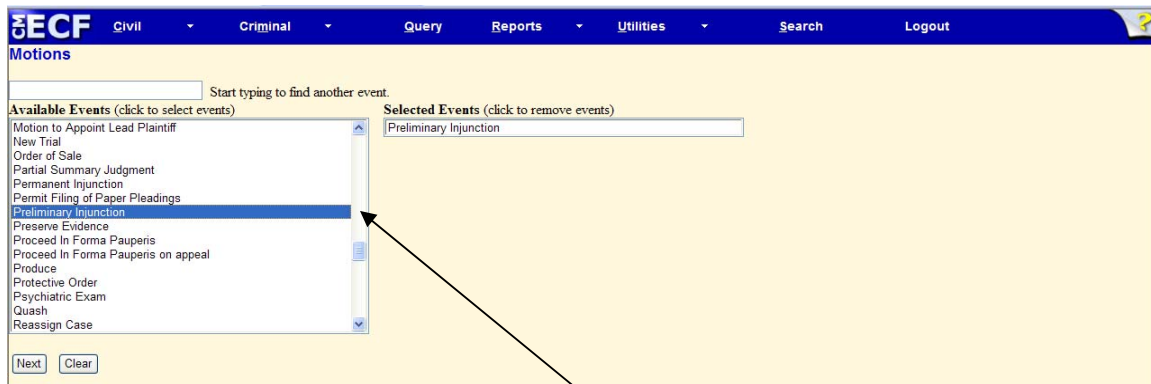 CM ECF Civil Criminal Query Reports Utilities Search Logout ?
Motions
Start typing to find another event.
Available Events (click to select events) Selected Events (click to remove events)
Motion to Appoint Lead Plaintiff
New Trial
Order of Sale
Partial Summary Judgment
Permanent Injunction
Permit Filing of Paper Pleadings
Preliminary Injunction
Preserve Evidence
Proceed In Forma Pauperis
Proceed In Forma Pauperis on appeal
Produce
Protective Order
Psychiatric Exam
Quash
Reassign Case
Preliminary Injunction
Next Clear